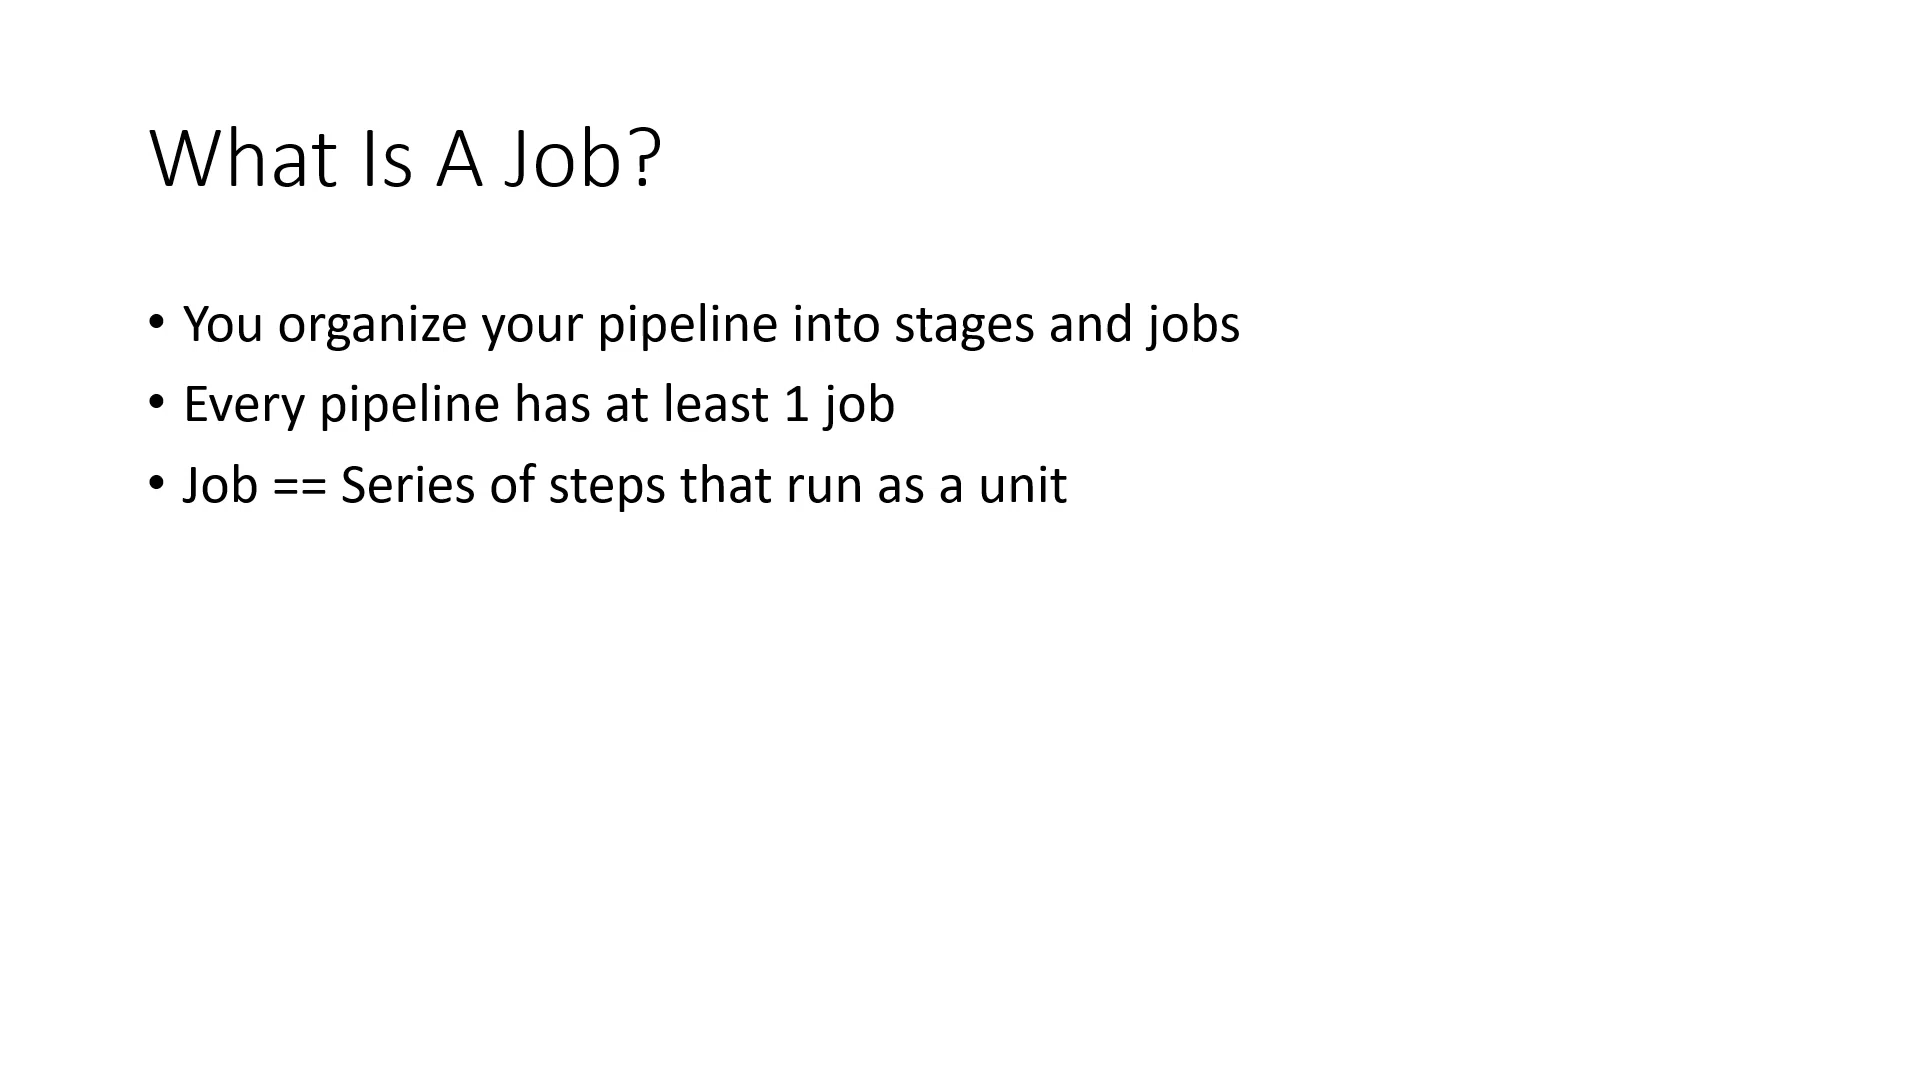 What Is A Job?
• You organize your pipeline into stages and jobs
• Every pipeline has at least 1 job
• Job == Series of steps that run as a unit